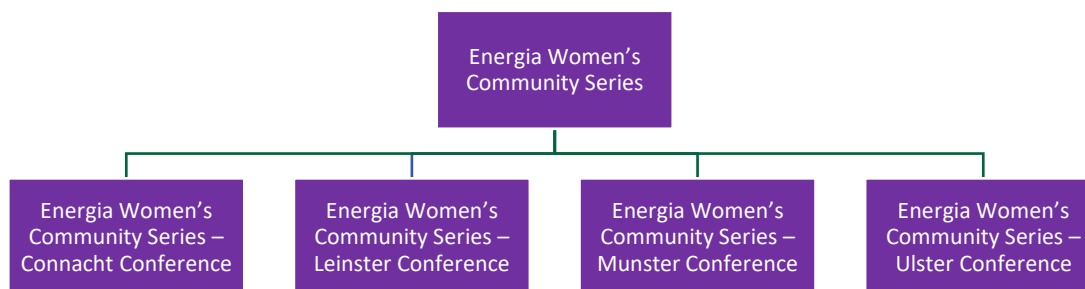 Energia Women’s
Community Series
Energia Women’s
Community Series –
Connacht Conference
Energia Women’s
Community Series –
Leinster Conference
Energia Women’s
Community Series –
Munster Conference
Energia Women’s
Community Series –
Ulster Conference